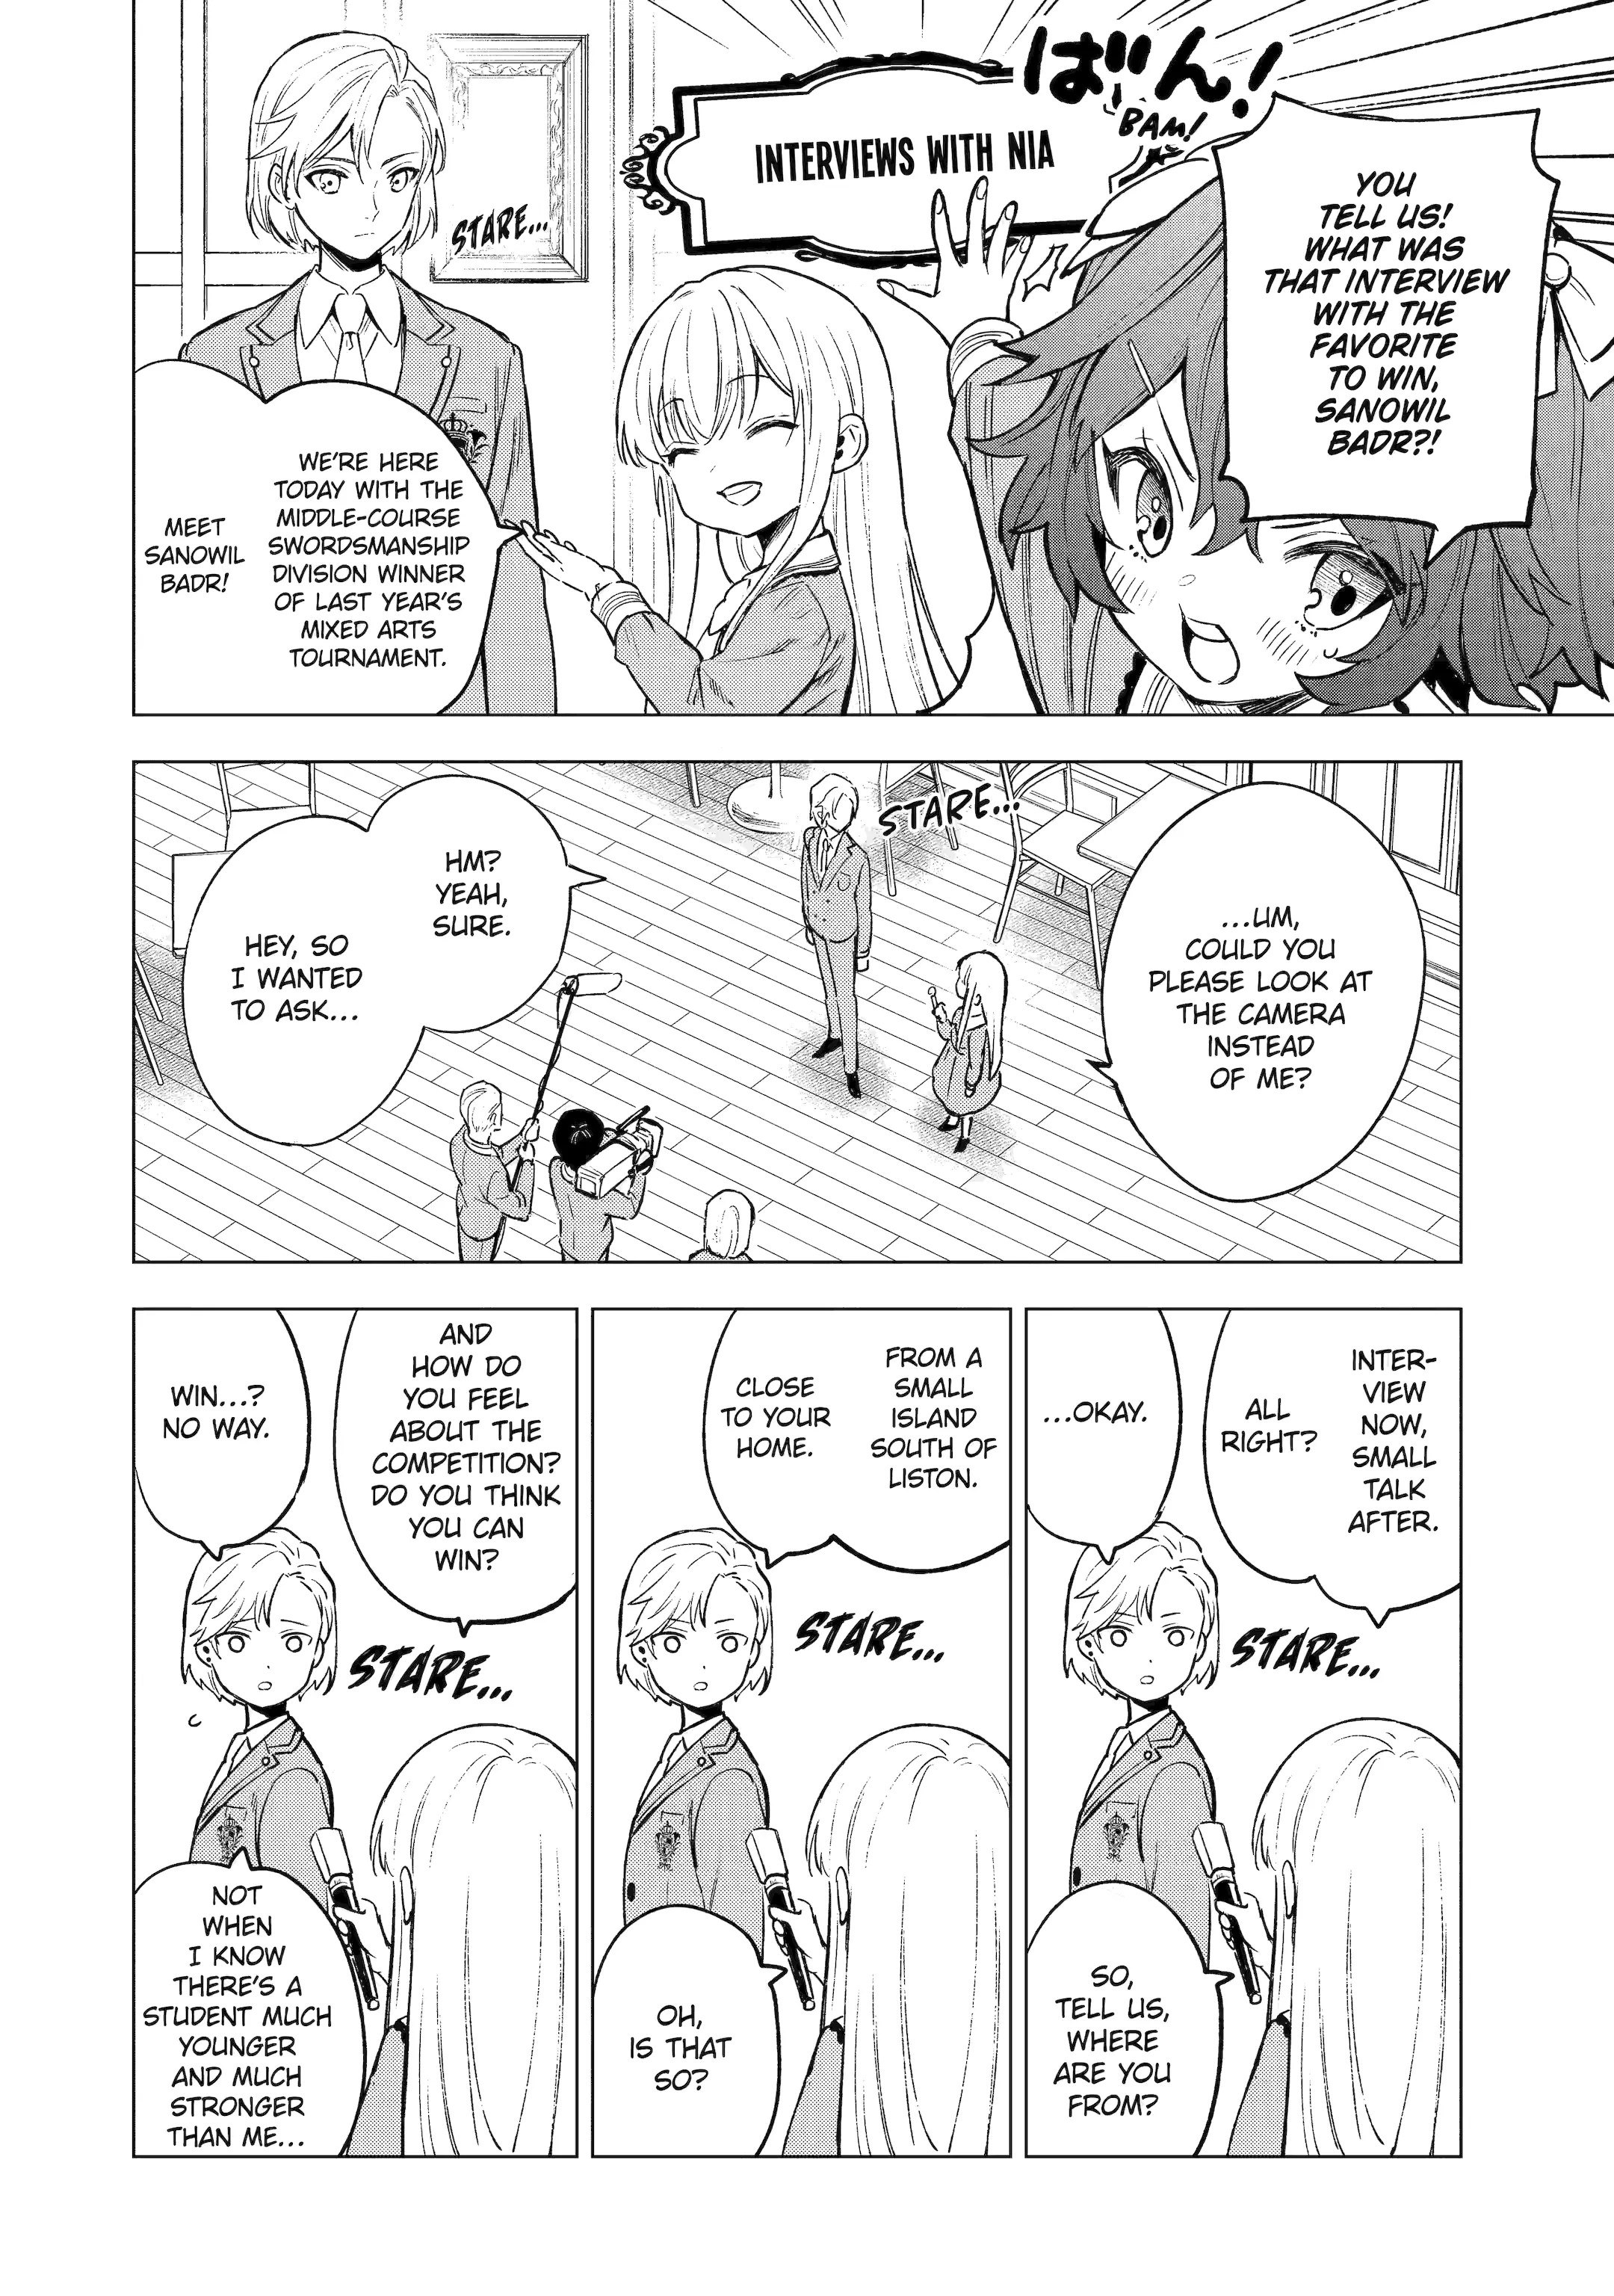 YOU
TELL US!
WHAT WAS
THAT INTERVIEW
WITH THE
FAVORITE
TO WIN,
SANOWIL
BADR?!
ばん!
BAM!
INTERVIEWS WITH NIA
STARE...
WE'RE HERE
TODAY WITH THE
MIDDLE-COURSE
SWORDSMANSHIP
DIVISION WINNER
OF LAST YEAR'S
MIXED ARTS
TOURNAMENT.
MEET
SANOWIL
BADR!
...UM,
COULD YOU
PLEASE LOOK AT
THE CAMERA
INSTEAD
OF ME?
STARE...
HM?
YEAH,
SURE.
HEY, SO
I WANTED
TO ASK...
INTER-
VIEW
NOW,
SMALL
TALK
AFTER.
ALL
RIGHT?
...OKAY.
STARE...
SO,
TELL US,
WHERE
ARE YOU
FROM?
FROM A
SMALL
ISLAND
SOUTH OF
LISTON.
CLOSE
TO YOUR
HOME.
STARE...
OH,
IS THAT
SO?
AND
HOW DO
YOU FEEL
ABOUT THE
COMPETITION?
DO YOU THINK
YOU CAN
WIN?
WIN...?
NO WAY.
STARE...
NOT
WHEN
I KNOW
THERE'S A
STUDENT MUCH
YOUNGER
AND MUCH
STRONGER
THAN ME...